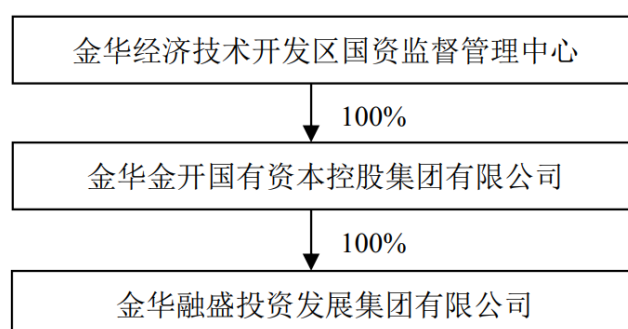 金华经济技术开发区国资监督管理中心
100%
金华金开国有资本控股集团有限公司
100%
金华融盛投资发展集团有限公司